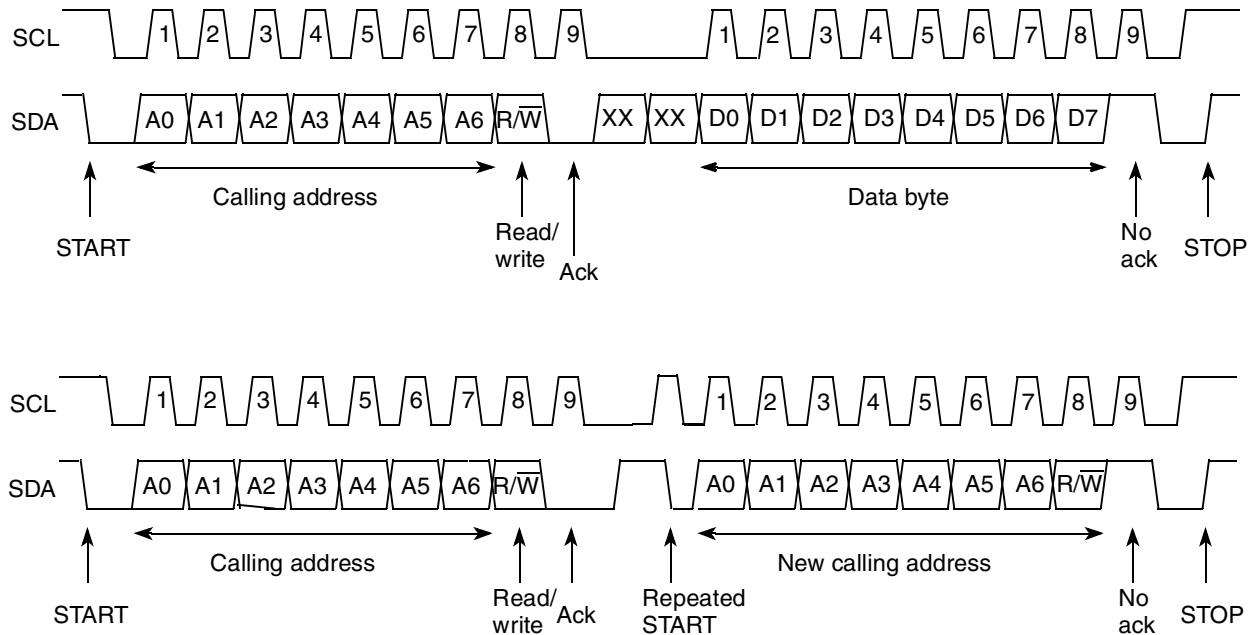 SCL 1 2 3 4 5 6 7 8 9 1 2 3 4 5 6 7 8 9
SDA A0 A1 A2 A3 A4 A5 A6 R/W̅ XX XX D0 D1 D2 D3 D4 D5 D6 D7
Calling address Data byte
START Read/
write Ack No
ack STOP
SCL 1 2 3 4 5 6 7 8 9 1 2 3 4 5 6 7 8 9
SDA A0 A1 A2 A3 A4 A5 A6 R/W̅ A0 A1 A2 A3 A4 A5 A6 R/W̅
Calling address New calling address
START Read/
write Ack Repeated
START No
ack STOP